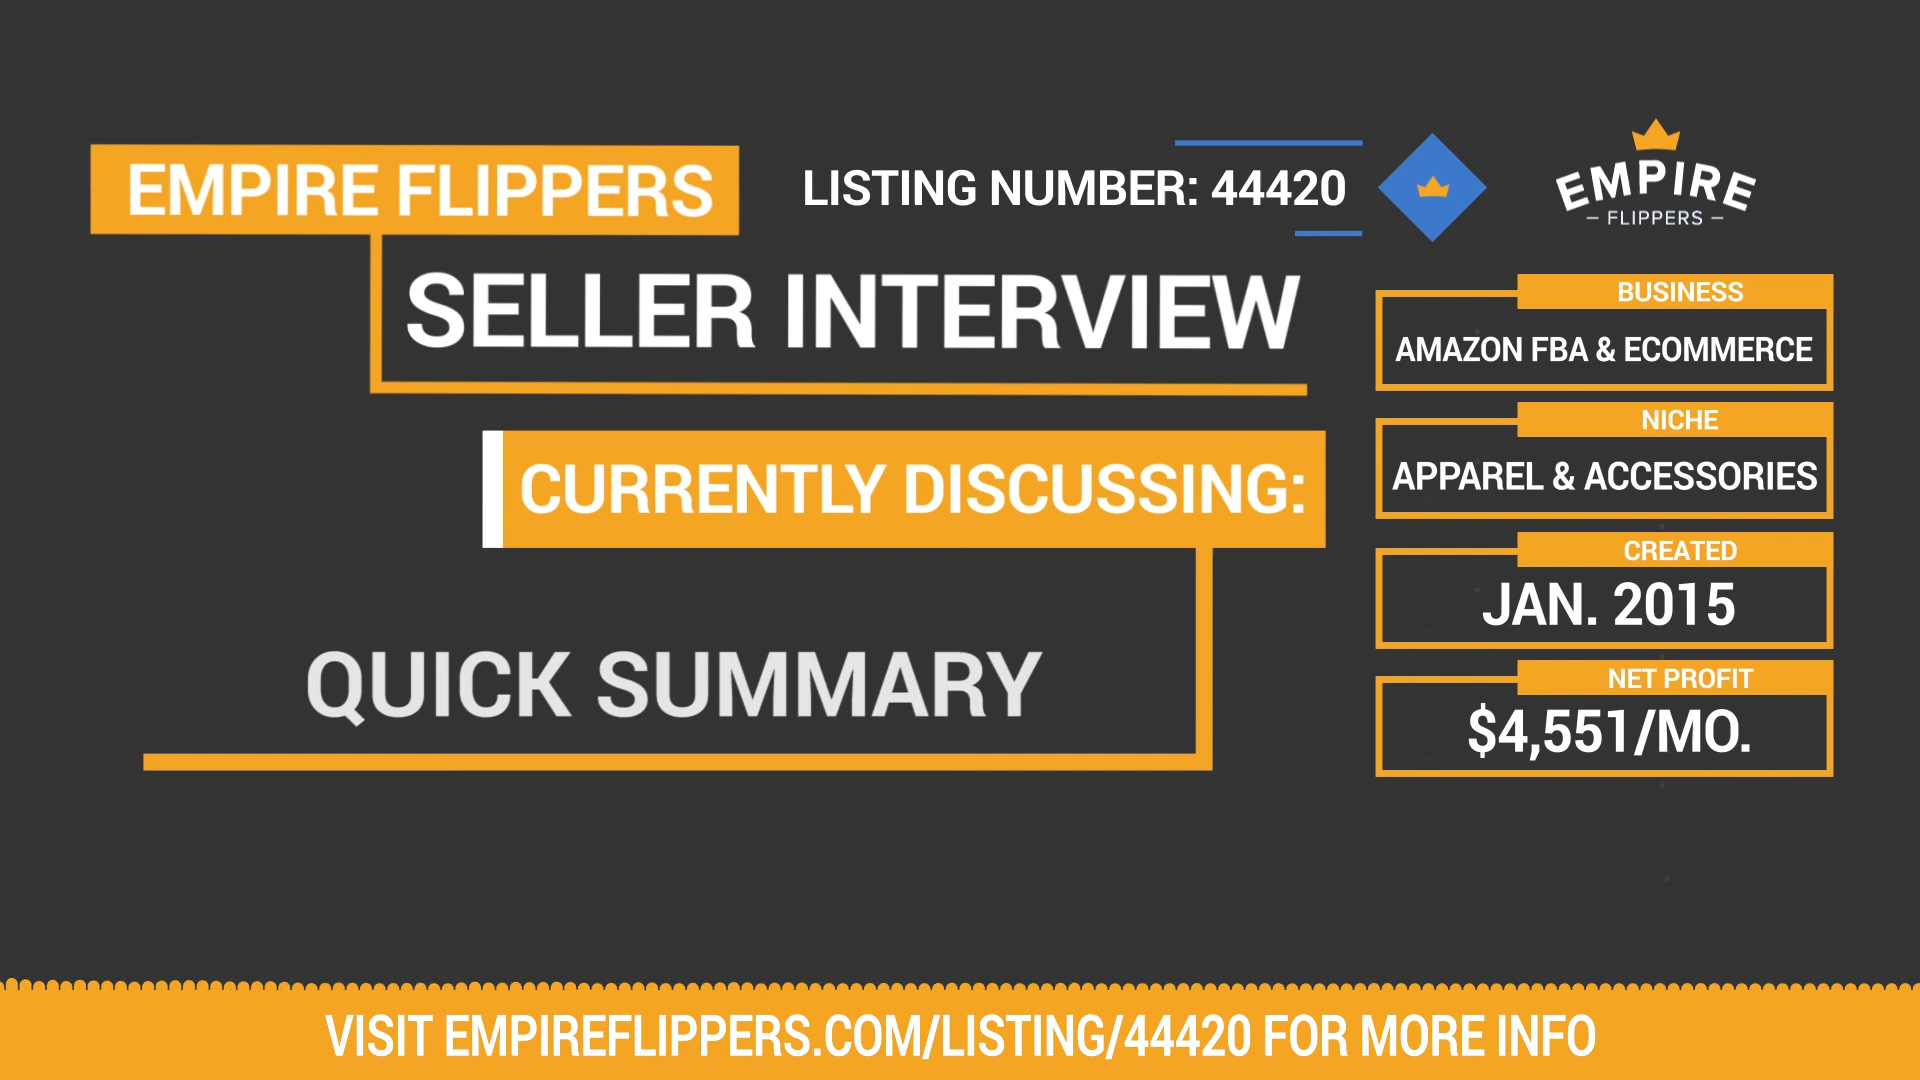 EMPIRE FLIPPERS
LISTING NUMBER: 44420
EMPIRE
– FLIPPERS –
SELLER INTERVIEW
CURRENTLY DISCUSSING:
QUICK SUMMARY
BUSINESS
AMAZON FBA & ECOMMERCE
NICHE
APPAREL & ACCESSORIES
CREATED
JAN. 2015
NET PROFIT
$4,551/MO.
VISIT EMPIREFLIPPERS.COM/LISTING/44420 FOR MORE INFO